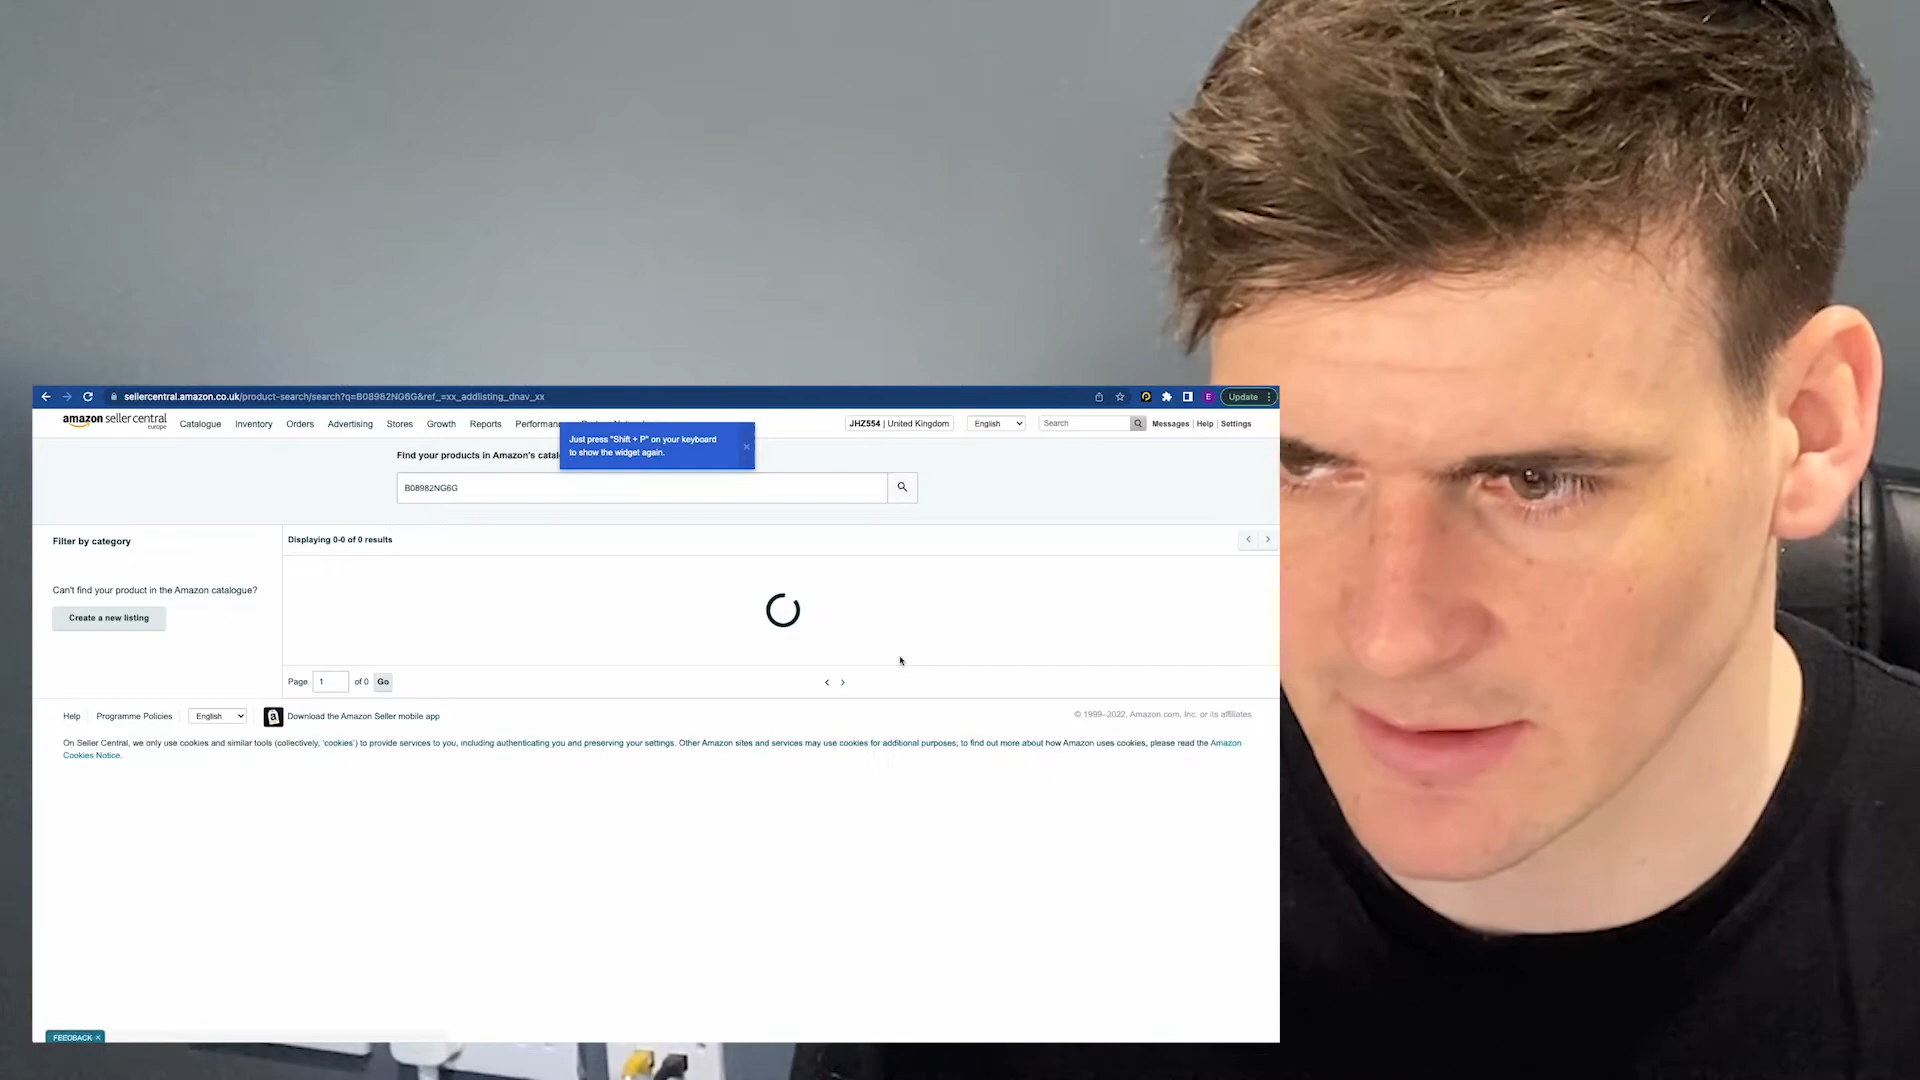 sellercentral.amazon.co.uk/product-search/search?q=B08982NG6G&ref_=xx_addlisting_dnav_xx
Update
amazon seller central
europe
Catalogue
Inventory
Orders
Advertising
Stores
Growth
Reports
JHZ554 | United Kingdom
English
Search
Messages | Help | Settings
Just press "Shift + P" on your keyboard
to show the widget again.
Find your products in Amazon's
B08982NG6G
Filter by category
Displaying 0-0 of 0 results
Can't find your product in the Amazon catalogue?
Create a new listing
Page 1 of 0 Go
Help
Programme Policies
English
Download the Amazon Seller mobile app
© 1999–2022, Amazon.com, Inc. or its affiliates
On Seller Central, we only use cookies and similar tools (collectively, 'cookies') to provide services to you, including authenticating you and preserving your settings. Other Amazon sites and services may use cookies for additional purposes; to find out more about how Amazon uses cookies, please read the Amazon
Cookies Notice.
FEEDBACK X